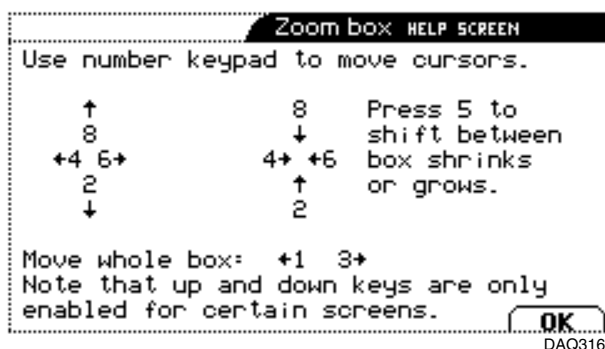 Zoom box HELP SCREEN
Use number keypad to move cursors.
↑ 8 Press 5 to
8 ↓ shift between
←4 6→ 4→ ←6 box shrinks
2 ↑ or grows.
↓ 2
Move whole box: ←1 3→
Note that up and down keys are only
enabled for certain screens.
OK
DAQ316